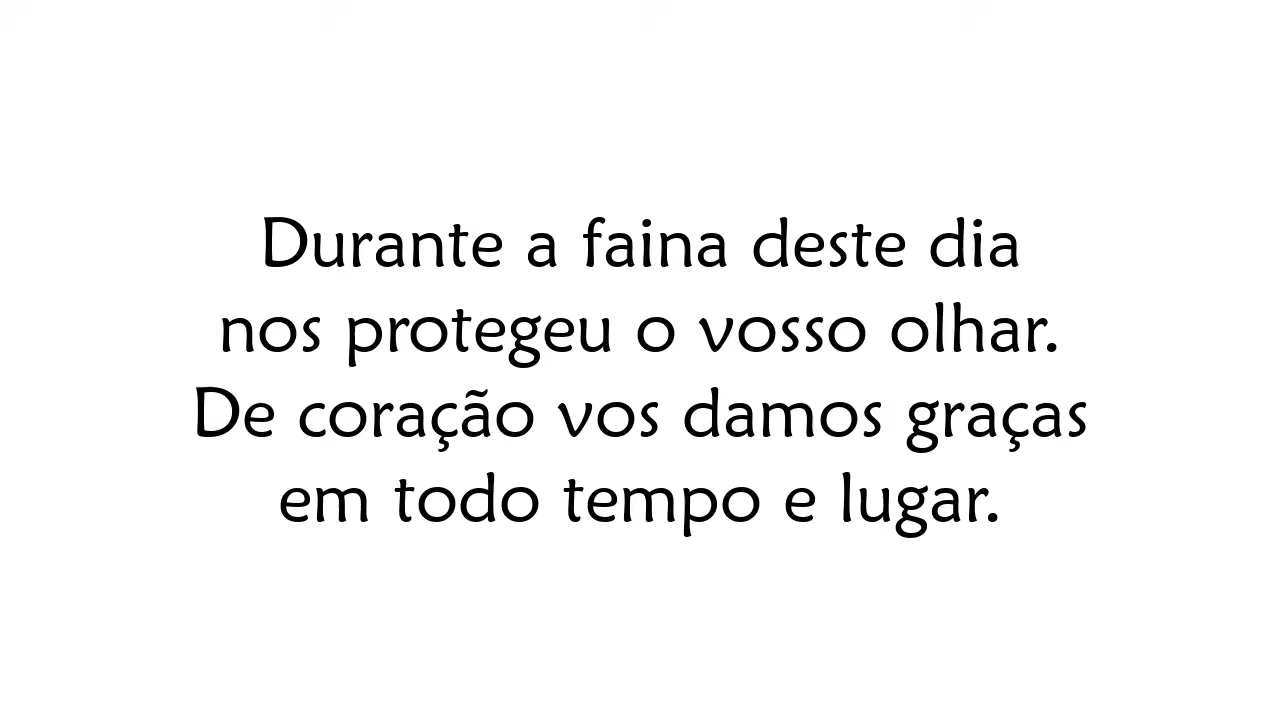 Durante a faina deste dia
nos protegeu o vosso olhar.
De coração vos damos graças
em todo tempo e lugar.